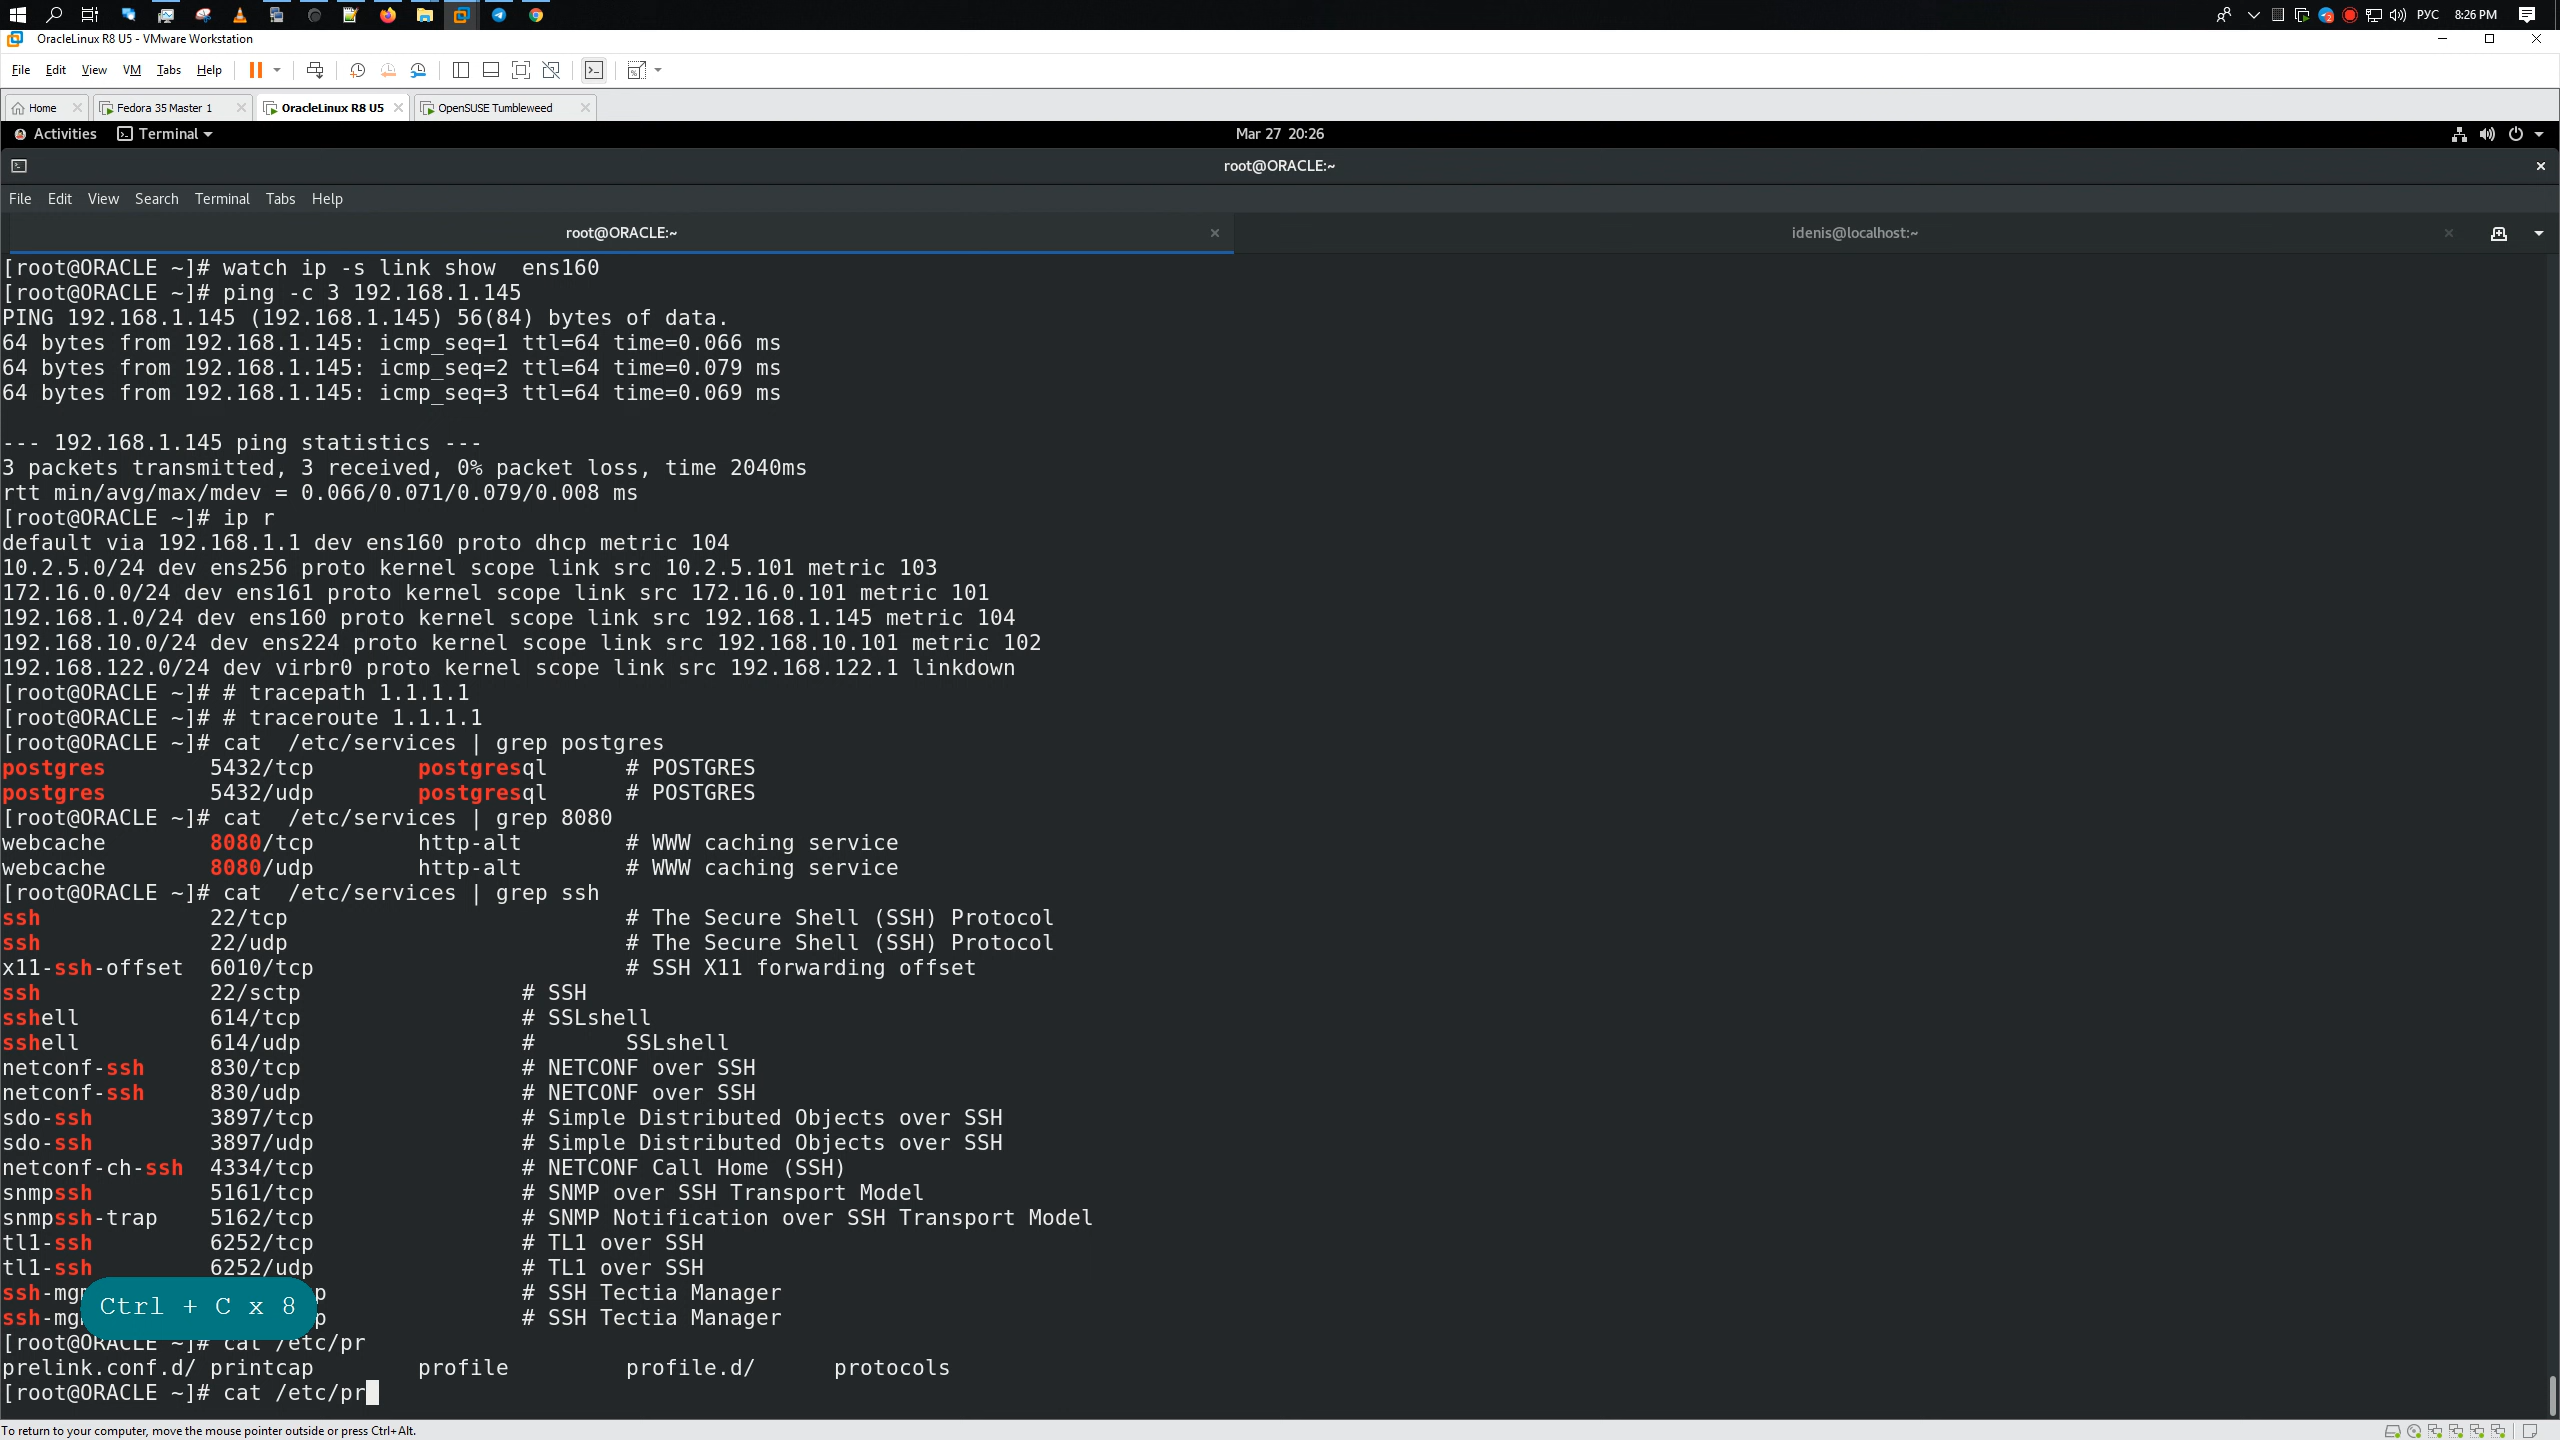 РУС
8:26 PM
OracleLinux R8 U5 - VMware Workstation
File Edit View VM Tabs Help
Home Fedora 35 Master 1 OracleLinux R8 U5 OpenSUSE Tumbleweed
Activities Terminal Mar 27 20:26
root@ORACLE:~
File Edit View Search Terminal Tabs Help
root@ORACLE:~ idenis@localhost:~
[root@ORACLE ~]# watch ip -s link show  ens160
[root@ORACLE ~]# ping -c 3 192.168.1.145
PING 192.168.1.145 (192.168.1.145) 56(84) bytes of data.
64 bytes from 192.168.1.145: icmp_seq=1 ttl=64 time=0.066 ms
64 bytes from 192.168.1.145: icmp_seq=2 ttl=64 time=0.079 ms
64 bytes from 192.168.1.145: icmp_seq=3 ttl=64 time=0.069 ms
--- 192.168.1.145 ping statistics ---
3 packets transmitted, 3 received, 0% packet loss, time 2040ms
rtt min/avg/max/mdev = 0.066/0.071/0.079/0.008 ms
[root@ORACLE ~]# ip r
default via 192.168.1.1 dev ens160 proto dhcp metric 104
10.2.5.0/24 dev ens256 proto kernel scope link src 10.2.5.101 metric 103
172.16.0.0/24 dev ens161 proto kernel scope link src 172.16.0.101 metric 101
192.168.1.0/24 dev ens160 proto kernel scope link src 192.168.1.145 metric 104
192.168.10.0/24 dev ens224 proto kernel scope link src 192.168.10.101 metric 102
192.168.122.0/24 dev virbr0 proto kernel scope link src 192.168.122.1 linkdown
[root@ORACLE ~]# # tracepath 1.1.1.1
[root@ORACLE ~]# # traceroute 1.1.1.1
[root@ORACLE ~]# cat  /etc/services | grep postgres
postgres        5432/tcp        postgresql      # POSTGRES
postgres        5432/udp        postgresql      # POSTGRES
[root@ORACLE ~]# cat  /etc/services | grep 8080
webcache        8080/tcp        http-alt        # WWW caching service
webcache        8080/udp        http-alt        # WWW caching service
[root@ORACLE ~]# cat  /etc/services | grep ssh
ssh             22/tcp                          # The Secure Shell (SSH) Protocol
ssh             22/udp                          # The Secure Shell (SSH) Protocol
x11-ssh-offset  6010/tcp                        # SSH X11 forwarding offset
ssh             22/sctp                 # SSH
sshell          614/tcp                 # SSLshell
sshell          614/udp                 #       SSLshell
netconf-ssh     830/tcp                 # NETCONF over SSH
netconf-ssh     830/udp                 # NETCONF over SSH
sdo-ssh         3897/tcp                # Simple Distributed Objects over SSH
sdo-ssh         3897/udp                # Simple Distributed Objects over SSH
netconf-ch-ssh  4334/tcp                # NETCONF Call Home (SSH)
snmpssh         5161/tcp                # SNMP over SSH Transport Model
snmpssh-trap    5162/tcp                # SNMP Notification over SSH Transport Model
tl1-ssh         6252/tcp                # TL1 over SSH
tl1-ssh         6252/udp                # TL1 over SSH
# SSH Tectia Manager
Ctrl + C x 8
# SSH Tectia Manager
[root@ORACLE ~]# cat /etc/pr
prelink.conf.d/ printcap        profile         profile.d/      protocols
[root@ORACLE ~]# cat /etc/pr
To return to your computer, move the mouse pointer outside or press Ctrl+Alt.